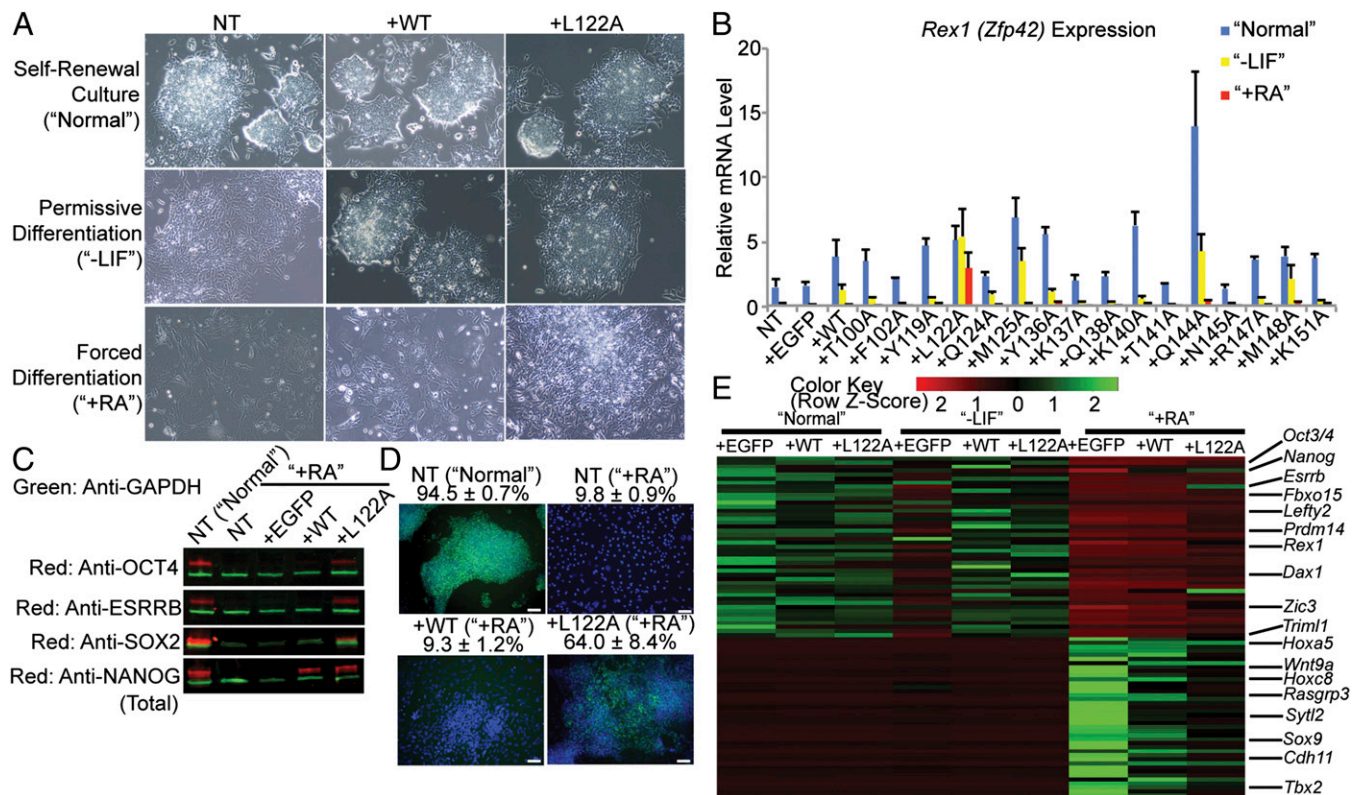 A
NT
+WT
+L122A
Self-Renewal
Culture
("Normal")
Permissive
Differentiation
("-LIF")
Forced
Differentiation
("+RA")
B
Rex1 (Zfp42) Expression
"Normal"
"-LIF"
"+RA"
Relative mRNA Level
20
15
10
5
0
NT
+EGFP
+WT
+T100A
+F102A
+Y119A
+L122A
+Q124A
+M125A
+Y136A
+K137A
+Q138A
+K140A
+T141A
+Q144A
+N145A
+R147A
+M148A
+K151A
C
Green: Anti-GAPDH
"+RA"
NT ("Normal")
NT
+EGFP
+WT
+L122A
Red: Anti-OCT4
Red: Anti-ESRRB
Red: Anti-SOX2
Red: Anti-NANOG
(Total)
D
NT ("Normal")
94.5 ± 0.7%
NT ("+RA")
9.8 ± 0.9%
+WT ("+RA")
9.3 ± 1.2%
+L122A ("+RA")
64.0 ± 8.4%
E
Color Key
(Row Z-Score)
2 1 0 1 2
"Normal"
"-LIF"
"+RA"
+EGFP +WT +L122A +EGFP +WT +L122A +EGFP +WT +L122A
Oct3/4
Nanog
Esrrb
Fbxo15
Lefty2
Prdm14
Rex1
Dax1
Zic3
Triml1
Hoxa5
Wnt9a
Hoxc8
Rasgrp3
Sytl2
Sox9
Cdh11
Tbx2